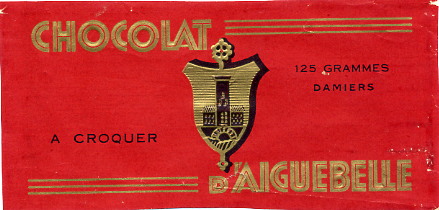 CHOCOLAT
125 GRAMMES
DAMIERS
A CROQUER
D'AIGUEBELLE